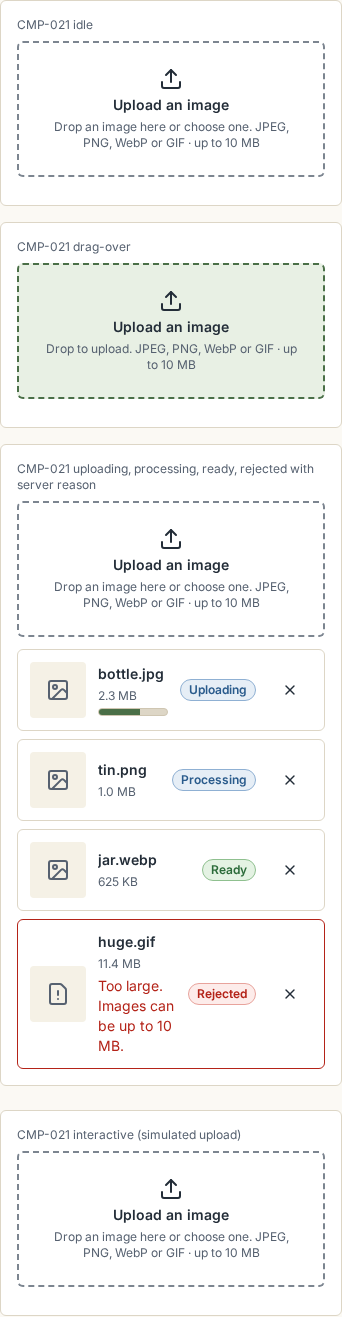 CMP-021 idle
Upload an image
Drop an image here or choose one. JPEG,
PNG, WebP or GIF · up to 10 MB
CMP-021 drag-over
Upload an image
Drop to upload. JPEG, PNG, WebP or GIF · up
to 10 MB
CMP-021 uploading, processing, ready, rejected with
server reason
Upload an image
Drop an image here or choose one. JPEG,
PNG, WebP or GIF · up to 10 MB
bottle.jpg
2.3 MB
Uploading
tin.png
1.0 MB
Processing
jar.webp
625 KB
Ready
huge.gif
11.4 MB
Too large.
Images can
be up to 10
MB.
Rejected
CMP-021 interactive (simulated upload)
Upload an image
Drop an image here or choose one. JPEG,
PNG, WebP or GIF · up to 10 MB